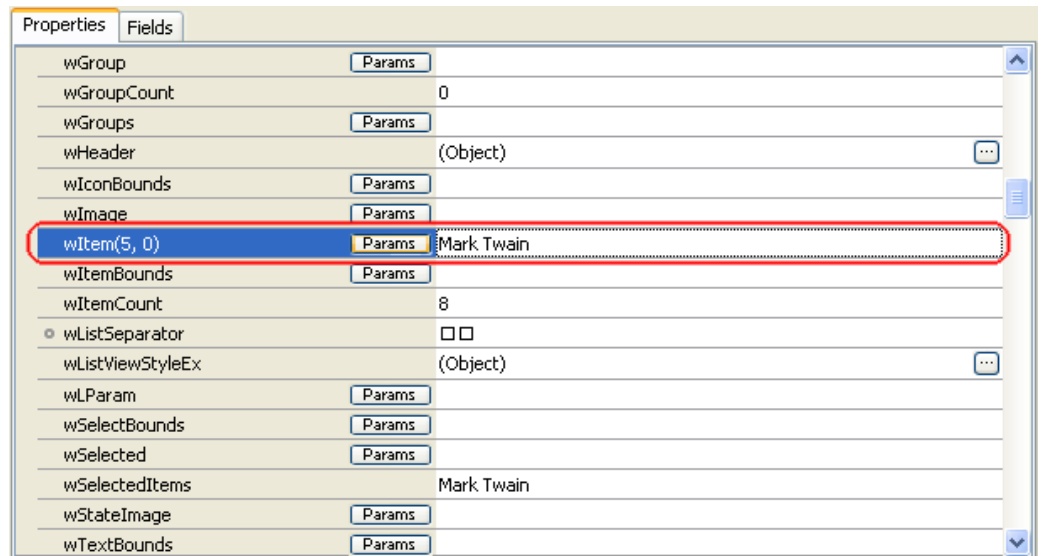 Properties Fields
wGroup Params
wGroupCount 0
wGroups Params
wHeader (Object) ...
wIconBounds Params
wImage Params
wItem(5, 0) Params Mark Twain
wItemBounds Params
wItemCount 8
wListSeparator □□
wListViewStyleEx (Object) ...
wLParam Params
wSelectBounds Params
wSelected Params
wSelectedItems Mark Twain
wStateImage Params
wTextBounds Params